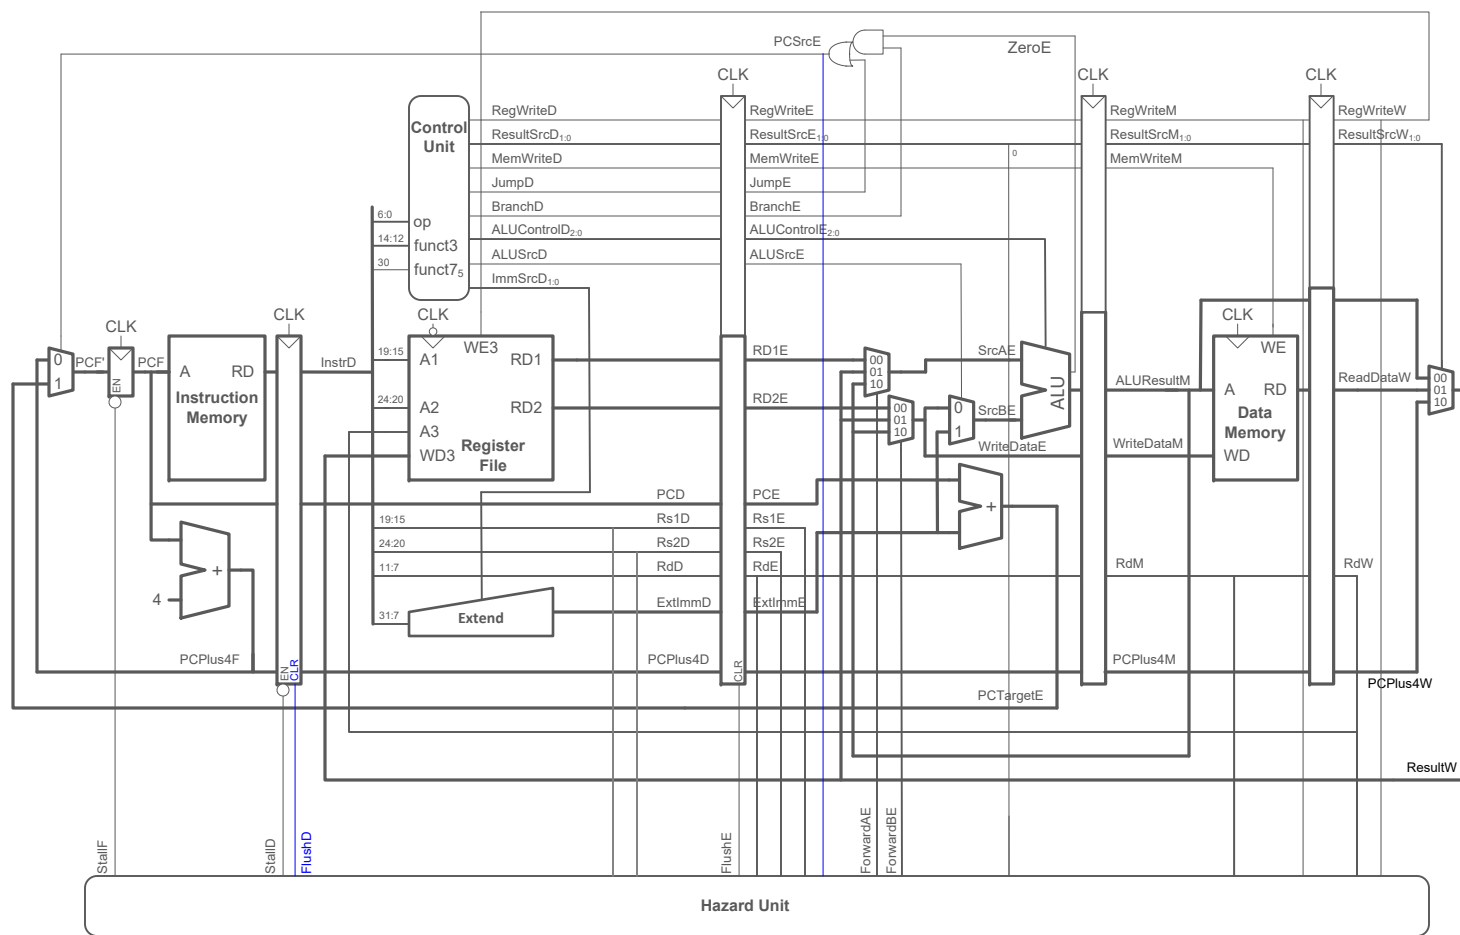 PCSrcE
ZeroE
CLK
CLK
CLK
Control
Unit
RegWriteD
RegWriteE
RegWriteM
RegWriteW
ResultSrcD1:0
ResultSrcE1:0
ResultSrcM1:0
ResultSrcW1:0
0
MemWriteD
MemWriteE
MemWriteM
JumpD
JumpE
BranchD
BranchE
6:0
op
ALUControlD2:0
ALUControlE2:0
14:12
funct3
ALUSrcD
ALUSrcE
30
funct75
ImmSrcD1:0
CLK
CLK
CLK
CLK
0
1
PCF'
EN
PCF
A
RD
Instruction
Memory
InstrD
19:15
A1
WE3
RD1
RD1E
00
01
10
SrcAE
ALU
ALUResultM
A
WE
RD
Data
Memory
WD
ReadDataW
00
01
10
24:20
A2
RD2
RD2E
00
01
10
0
1
SrcBE
A3
WD3
Register
File
WriteDataE
WriteDataM
PCD
PCE
+
19:15
Rs1D
Rs1E
24:20
Rs2D
Rs2E
11:7
RdD
RdE
RdM
RdW
+
4
31:7
Extend
ExtImmD
ExtImmE
PCPlus4F
EN
CLR
PCPlus4D
CLR
PCPlus4M
PCPlus4W
PCTargetE
ResultW
StallF
StallD
FlushD
FlushE
ForwardAE
ForwardBE
Hazard Unit